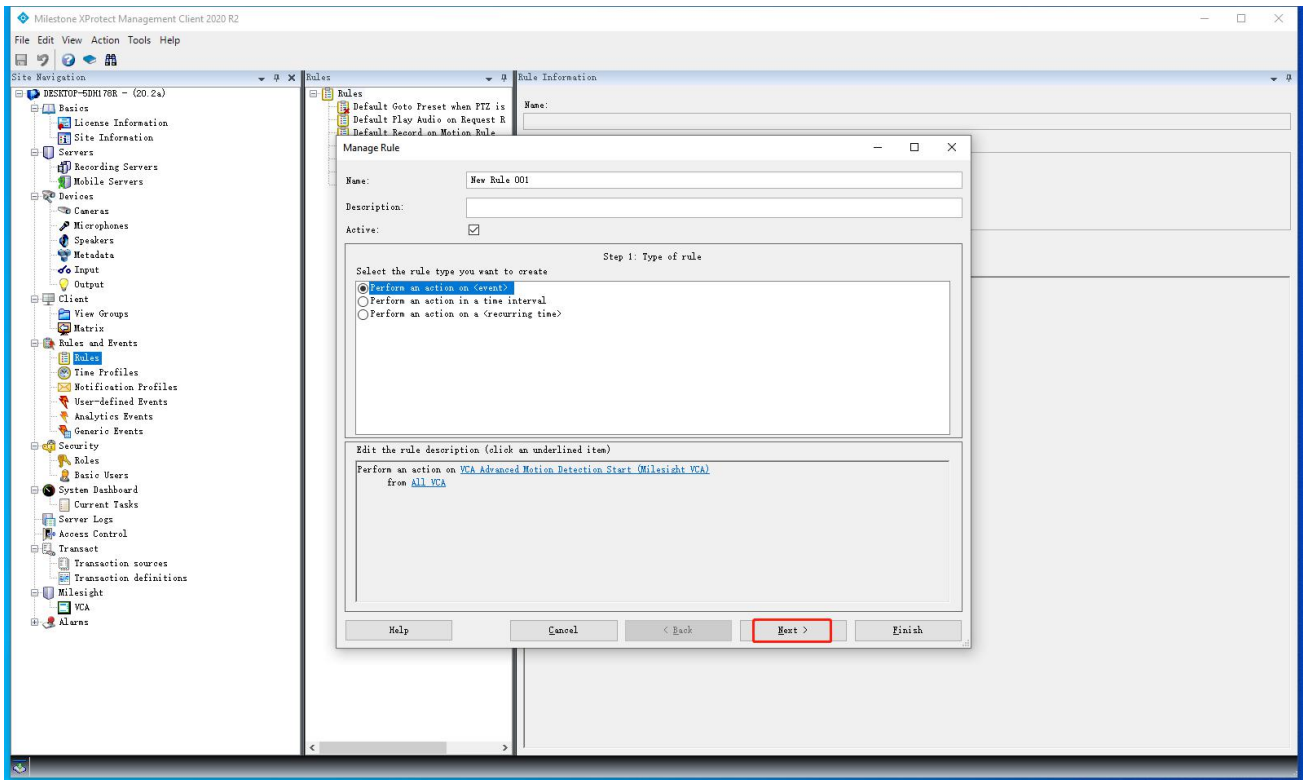 Milestone XProtect Management Client 2020 R2
File Edit View Action Tools Help
Site Navigation
DESKTOP-5DH178R - (20.2a)
Basics
License Information
Site Information
Servers
Recording Servers
Mobile Servers
Devices
Cameras
Microphones
Speakers
Metadata
Input
Output
Client
View Groups
Matrix
Rules and Events
Rules
Time Profiles
Notification Profiles
User-defined Events
Analytics Events
Generic Events
Security
Roles
Basic Users
System Dashboard
Current Tasks
Server Logs
Access Control
Transact
Transaction sources
Transaction definitions
Milesight
VCA
Alarms
Rules
Rules
Default Goto Preset when PTZ is
Default Play Audio on Request R
Default Record on Motion Rule
Rule Information
Name:
Manage Rule
Name: New Rule 001
Description:
Active:
Step 1: Type of rule
Select the rule type you want to create
Perform an action on <event>
Perform an action in a time interval
Perform an action on a <recurring time>
Edit the rule description (click an underlined item)
Perform an action on VCA Advanced Motion Detection Start (Milesight VCA)
from All VCA
Help Cancel < Back Next > Finish